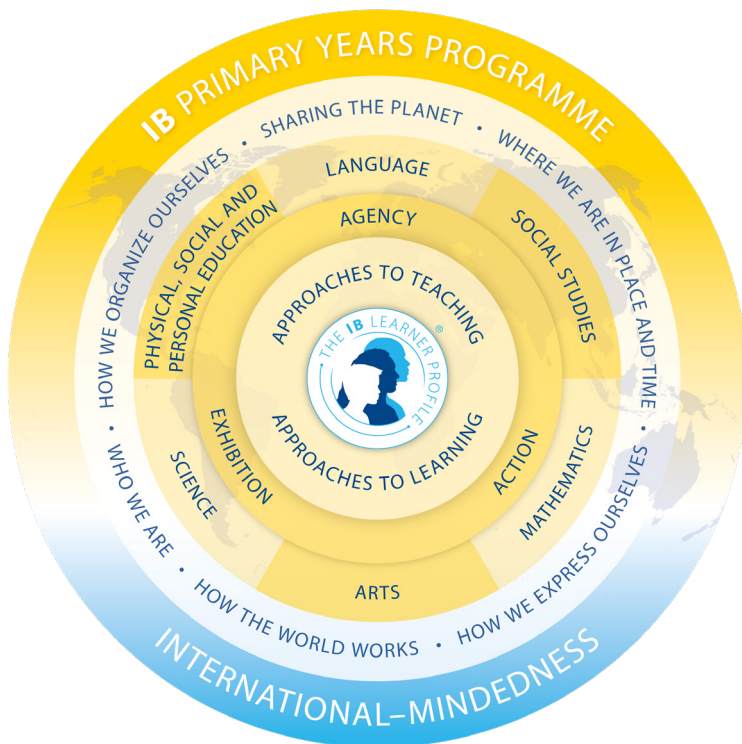 IB PRIMARY YEARS PROGRAMME
SHARING THE PLANET
•
WHERE WE ARE IN PLACE AND TIME
•
HOW WE EXPRESS OURSELVES
•
HOW THE WORLD WORKS
•
WHO WE ARE
•
HOW WE ORGANIZE OURSELVES
•
LANGUAGE
SOCIAL STUDIES
MATHEMATICS
ARTS
SCIENCE
PHYSICAL, SOCIAL AND
PERSONAL EDUCATION
AGENCY
ACTION
EXHIBITION
APPROACHES TO TEACHING
THE IB LEARNER PROFILE
®
APPROACHES TO LEARNING
INTERNATIONAL–MINDEDNESS